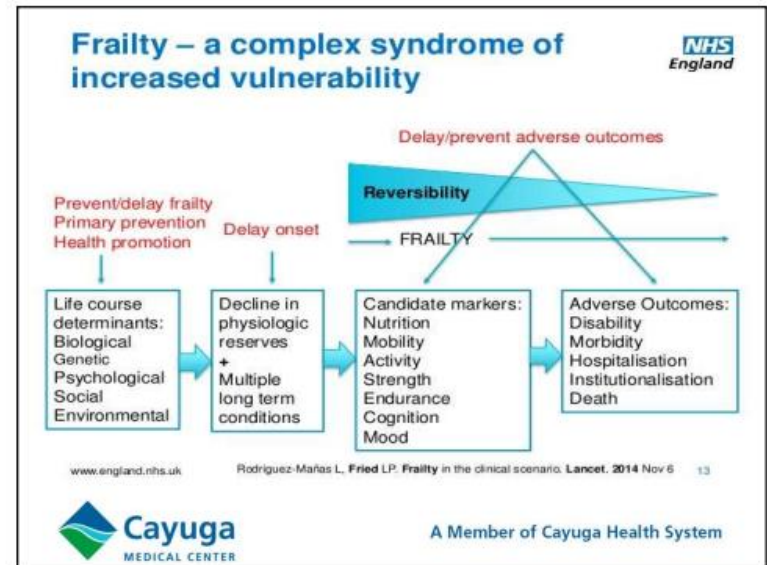 Frailty – a complex syndrome of
increased vulnerability
NHS
England
Delay/prevent adverse outcomes
Reversibility
Prevent/delay frailty
Primary prevention
Health promotion
Delay onset
FRAILTY
Life course
determinants:
Biological
Genetic
Psychological
Social
Environmental
Decline in
physiologic
reserves
+
Multiple
long term
conditions
Candidate markers:
Nutrition
Mobility
Activity
Strength
Endurance
Cognition
Mood
Adverse Outcomes:
Disability
Morbidity
Hospitalisation
Institutionalisation
Death
www.england.nhs.uk
Rodriguez-Mañas L, Fried LP. Frailty in the clinical scenario. Lancet. 2014 Nov 6
13
Cayuga
MEDICAL CENTER
A Member of Cayuga Health System